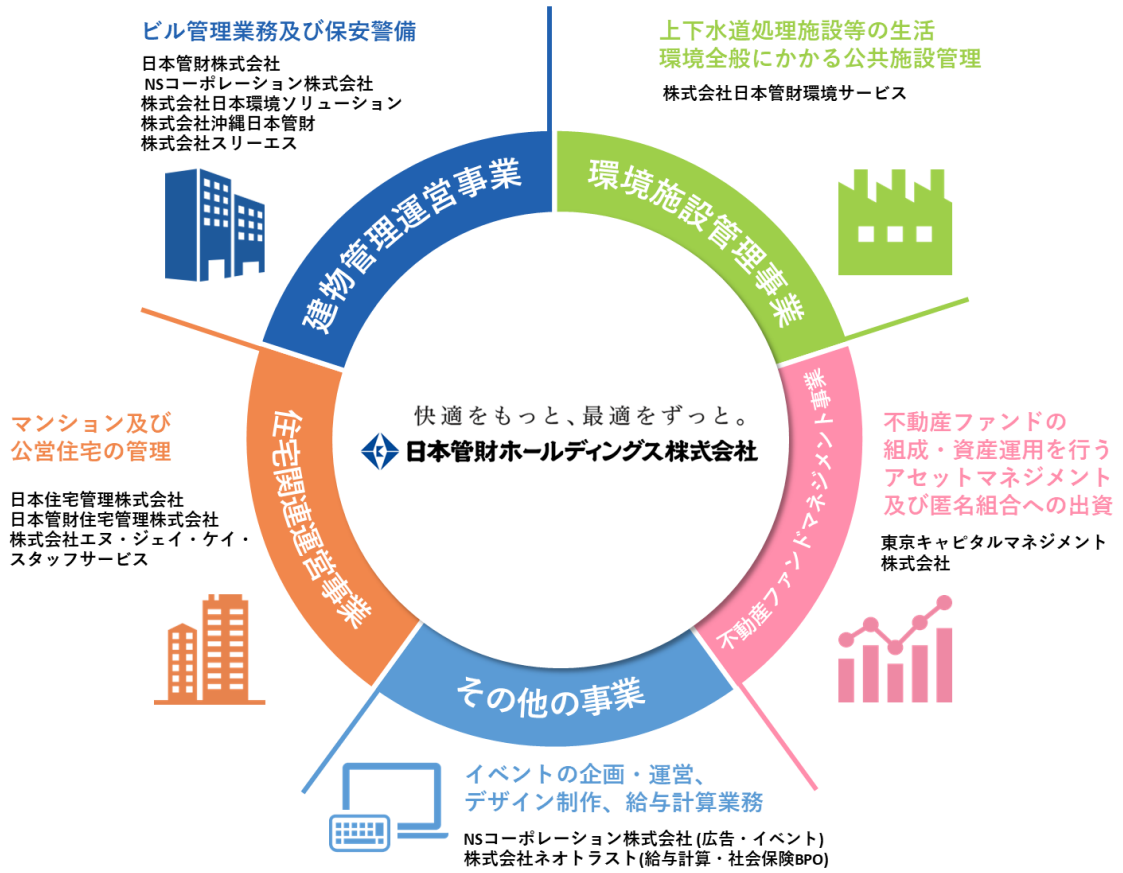 ビル管理業務及び保安警備
日本管財株式会社
NSコーポレーション株式会社
株式会社日本環境ソリューション
株式会社沖縄日本管財
株式会社スリーエス
建物管理運営事業
上下水道処理施設等の生活
環境全般にかかる公共施設管理
株式会社日本管財環境サービス
環境施設管理事業
マンション及び
公営住宅の管理
日本住宅管理株式会社
日本管財住宅管理株式会社
株式会社エヌ・ジェイ・ケイ・
スタッフサービス
住宅関連運営事業
快適をもっと、最適をずっと。
日本管財ホールディングス株式会社
不動産ファンドマネジメント事業
不動産ファンドの
組成・資産運用を行う
アセットマネジメント
及び匿名組合への出資
東京キャピタルマネジメント
株式会社
その他の事業
イベントの企画・運営、
デザイン制作、給与計算業務
NSコーポレーション株式会社 (広告・イベント)
株式会社ネオトラスト(給与計算・社会保険BPO)